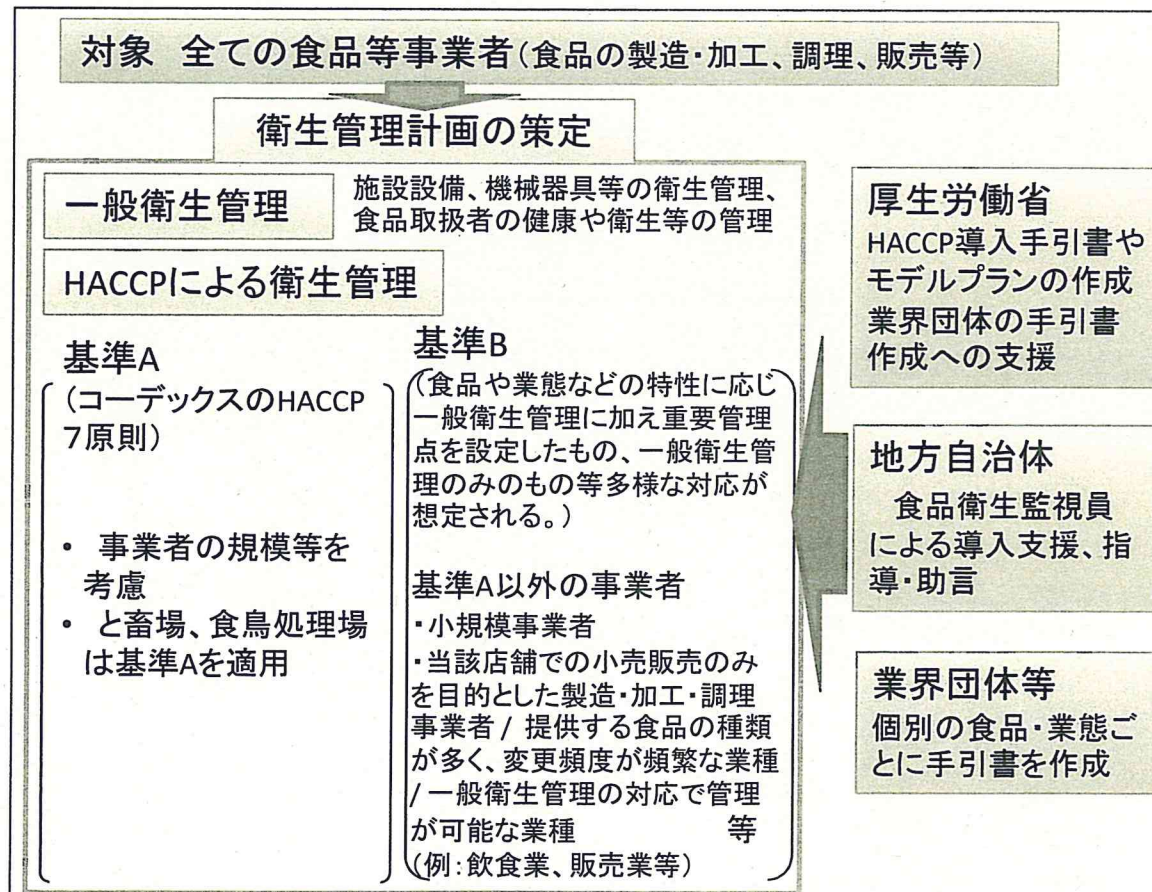 対象　全ての食品等事業者(食品の製造・加工、調理、販売等)
衛生管理計画の策定
一般衛生管理
施設設備、機械器具等の衛生管理、
食品取扱者の健康や衛生等の管理
HACCPによる衛生管理
基準A
(コーデックスのHACCP
7原則)
・ 事業者の規模等を
考慮
・ と畜場、食鳥処理場
は基準Aを適用
基準B
(食品や業態などの特性に応じ
一般衛生管理に加え重要管理
点を設定したもの、一般衛生管
理のみのもの等多様な対応が
想定される。)
基準A以外の事業者
・小規模事業者
・当該店舗での小売販売のみ
を目的とした製造・加工・調理
事業者 / 提供する食品の種類
が多く、変更頻度が頻繁な業種
/ 一般衛生管理の対応で管理
が可能な業種　　　等
(例:飲食業、販売業等)
厚生労働省
HACCP導入手引書や
モデルプランの作成
業界団体の手引書
作成への支援
地方自治体
食品衛生監視員
による導入支援、指
導・助言
業界団体等
個別の食品・業態ご
とに手引書を作成